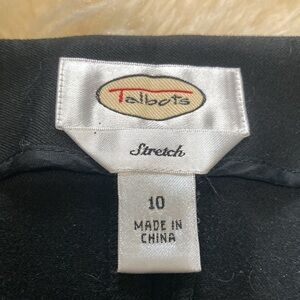 Talbots
Stretch
10
MADE IN
CHINA